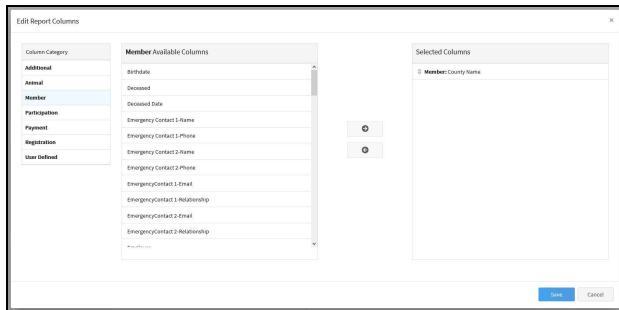 Edit Report Columns
×
Column Category
Additional
Animal
Member
Participation
Payment
Registration
User Defined
Member Available Columns
Birthdate
Deceased
Deceased Date
Emergency Contact 1-Name
Emergency Contact 1-Phone
Emergency Contact 2-Name
Emergency Contact 2-Phone
EmergencyContact 1-Email
EmergencyContact 1-Relationship
EmergencyContact 2-Email
EmergencyContact 2-Relationship
Selected Columns
Member: County Name
Save
Cancel